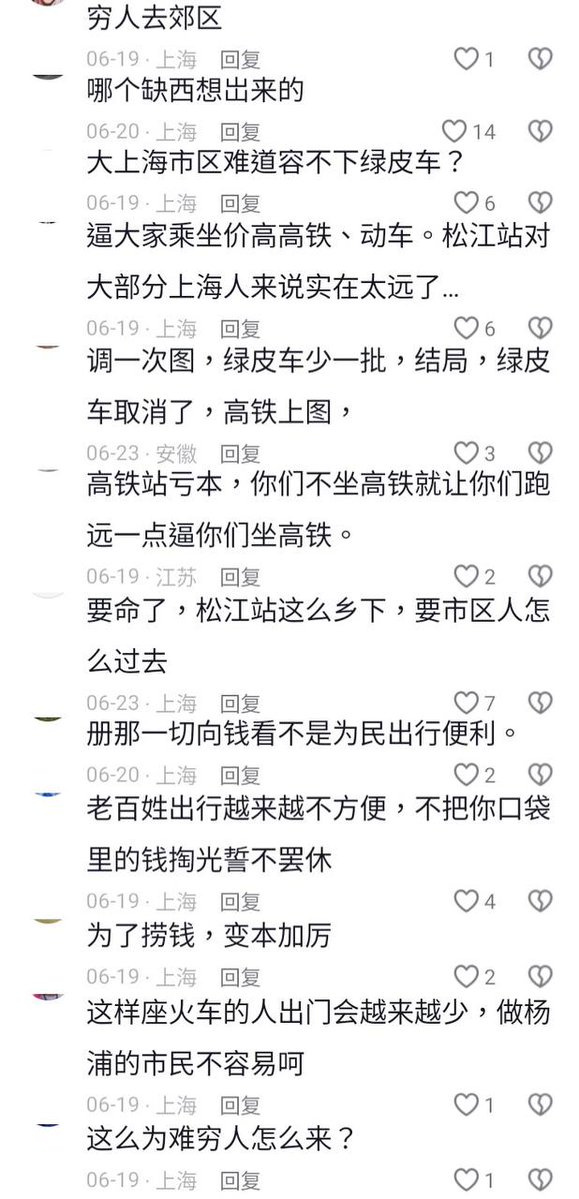 穷人去郊区
06-19 · 上海 回复 1
哪个缺西想出来的
06-20 · 上海 回复 14
大上海市区难道容不下绿皮车？
06-19 · 上海 回复 6
逼大家乘坐价高高铁、动车。松江站对
大部分上海人来说实在太远了...
06-19 · 上海 回复 6
调一次图，绿皮车少一批，结局，绿皮
车取消了，高铁上图，
06-23 · 安徽 回复 3
高铁站亏本，你们不坐高铁就让你们跑
远一点逼你们坐高铁。
06-19 · 江苏 回复 2
要命了，松江站这么乡下，要市区人怎
么过去
06-23 · 上海 回复 7
册那一切向钱看不是为民出行便利。
06-20 · 上海 回复 2
老百姓出行越来越不方便，不把你口袋
里的钱掏光誓不罢休
06-19 · 上海 回复 4
为了捞钱，变本加厉
06-19 · 上海 回复 2
这样座火车的人出门会越来越少，做杨
浦的市民不容易呵
06-19 · 上海 回复 1
这么为难穷人怎么来？
06-19 · 上海 回复 1